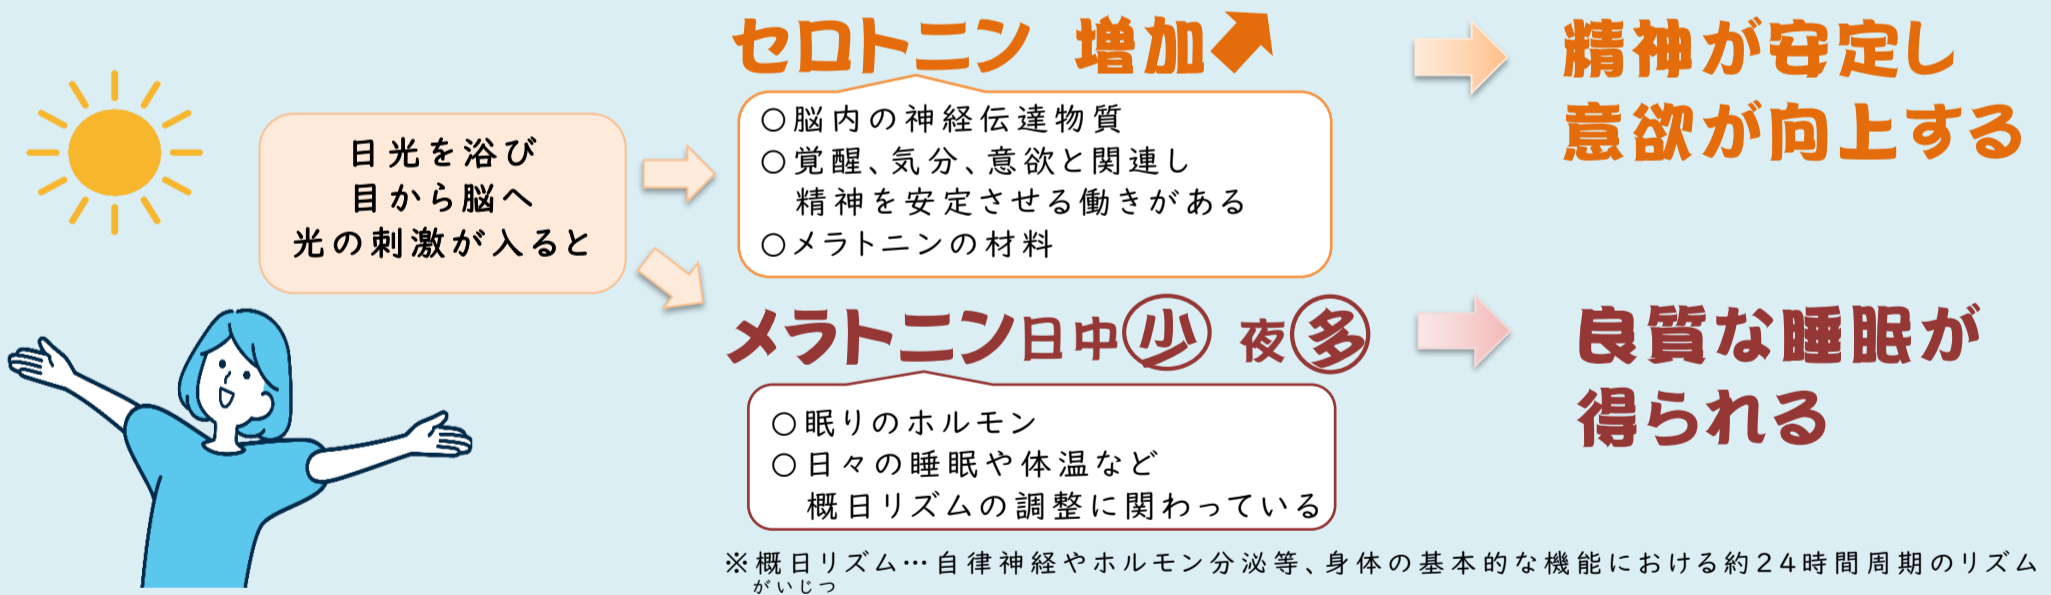 日光を浴び
目から脳へ
光の刺激が入ると
セロトニン 増加
○脳内の神経伝達物質
○覚醒、気分、意欲と関連し
精神を安定させる働きがある
○メラトニンの材料
精神が安定し
意欲が向上する
メラトニン日中少 夜多
○眠りのホルモン
○日々の睡眠や体温など
概日リズムの調整に関わっている
良質な睡眠が
得られる
※概日リズム…自律神経やホルモン分泌等、身体の基本的な機能における約24時間周期のリズム
がいじつ